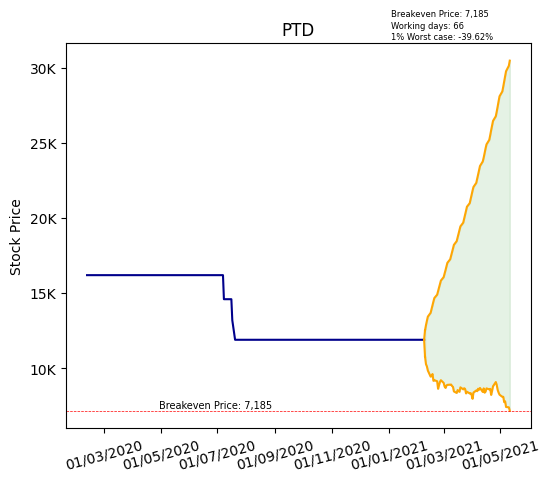 Breakeven Price: 7,185
Working days: 66
1% Worst case: -39.62%
PTD
Stock Price
30K
25K
20K
15K
10K
Breakeven Price: 7,185
01/03/2020 01/05/2020 01/07/2020 01/09/2020 01/11/2020 01/01/2021 01/03/2021 01/05/2021